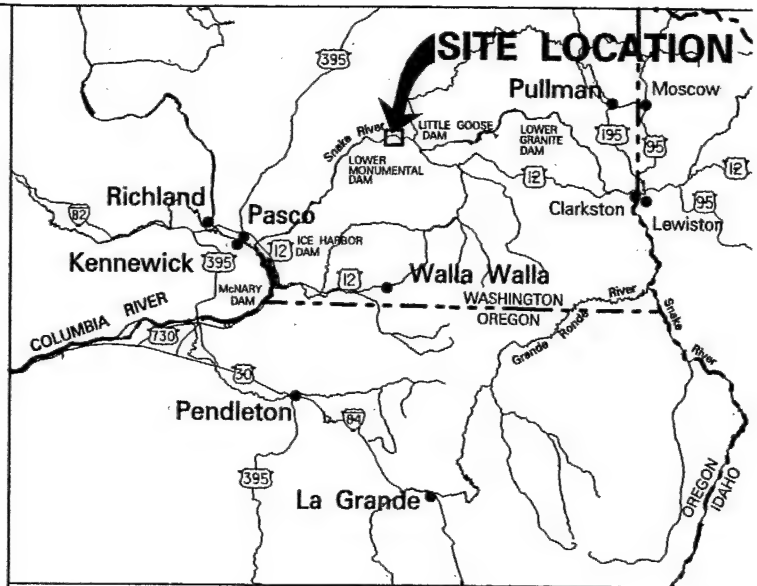 SITE LOCATION
395
Pullman
Moscow
Snake River
LITTLE GOOSE
DAM
LOWER
GRANITE
DAM
195
95
LOWER
MONUMENTAL
DAM
12
12
Richland
82
Pasco
Clarkston
95
Lewiston
ICE HARBOR
DAM
12
Kennewick
395
McNARY
DAM
12
Walla Walla
WASHINGTON
OREGON
River
Grande Ronde
Snake
River
COLUMBIA RIVER
730
30
Pendleton
84
395
La Grande
OREGON
IDAHO